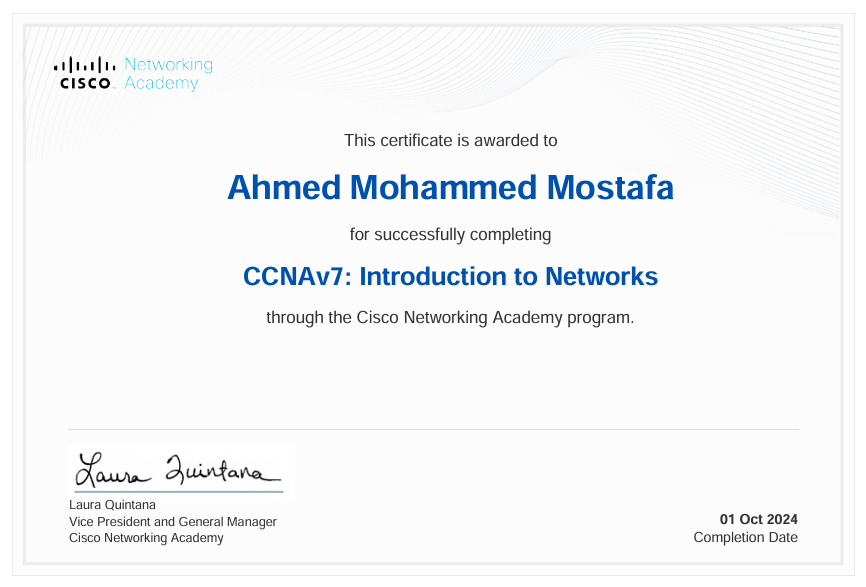 Networking
CISCO Academy
This certificate is awarded to
Ahmed Mohammed Mostafa
for successfully completing
CCNAv7: Introduction to Networks
through the Cisco Networking Academy program.
Laura Quintana
Laura Quintana
Vice President and General Manager
Cisco Networking Academy
01 Oct 2024
Completion Date